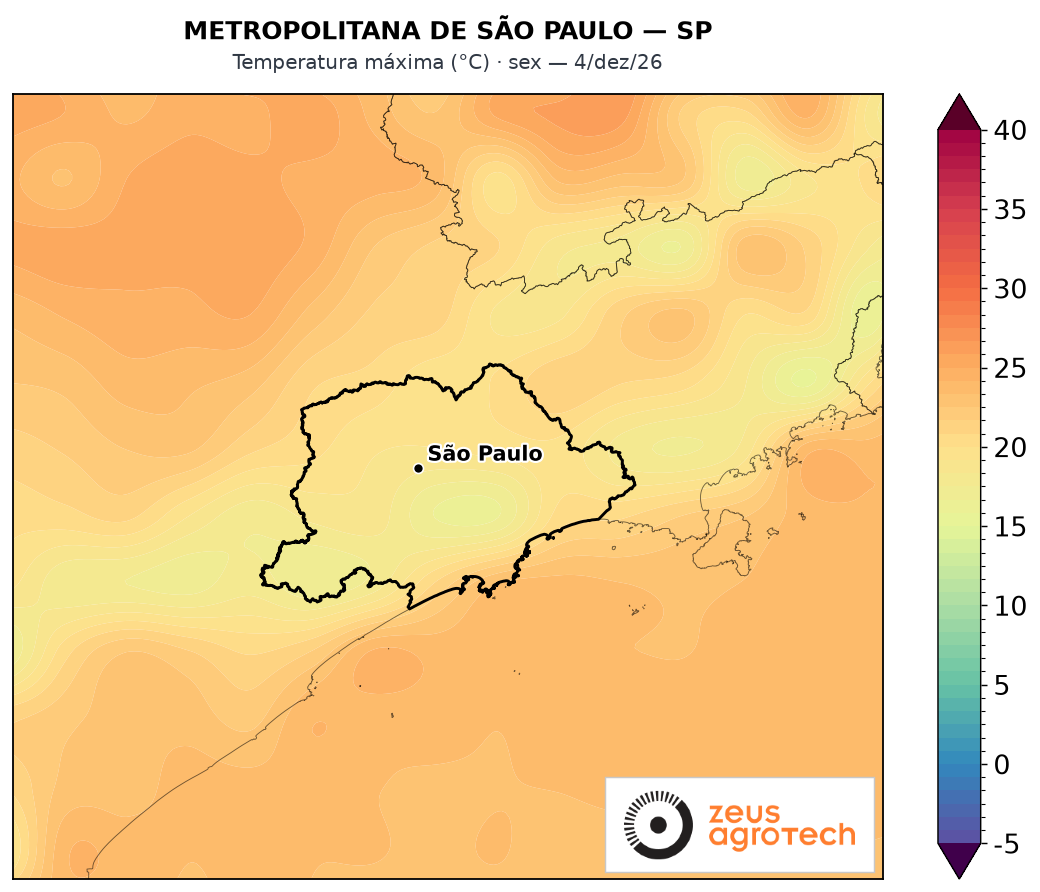 METROPOLITANA DE SÃO PAULO — SP
Temperatura máxima (°C) · sex — 4/dez/26
40
35
30
25
20
15
10
5
0
-5
São Paulo
zeus
agrotech